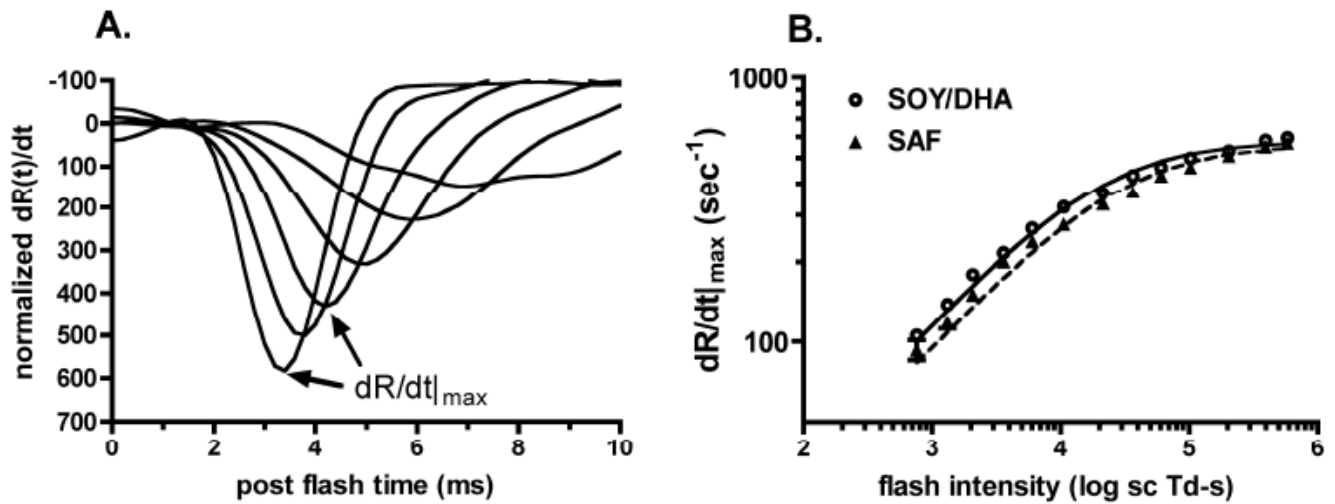 A.
-100
0
100
200
300
400
500
600
700
normalized dR(t)/dt
dR/dt|max
0 2 4 6 8 10
post flash time (ms)
B.
1000
100
dR/dt|max (sec-1)
SOY/DHA
SAF
2 3 4 5 6
flash intensity (log sc Td-s)